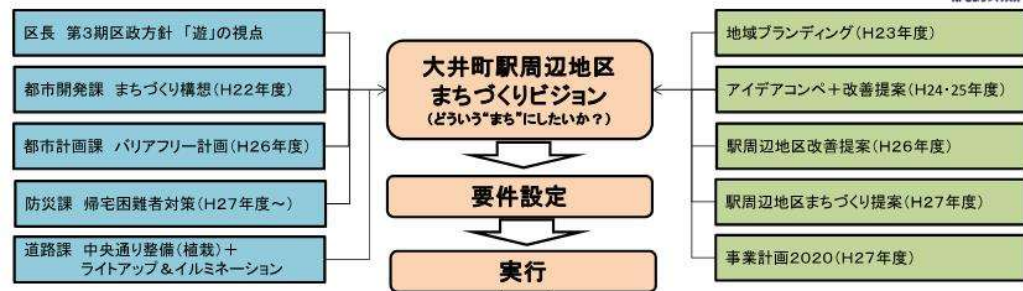 区長 第3期区政方針 「遊」の視点
都市開発課 まちづくり構想(H22年度)
都市計画課 バリアフリー計画(H26年度)
防災課 帰宅困難者対策(H27年度~)
道路課 中央通り整備(植栽)+
ライトアップ&イルミネーション
大井町駅周辺地区
まちづくりビジョン
(どういう“まち”にしたいか?)
要件設定
実行
地域ブランディング(H23年度)
アイデアコンペ+改善提案(H24・25年度)
駅周辺地区改善提案(H26年度)
駅周辺地区まちづくり提案(H27年度)
事業計画2020(H27年度)